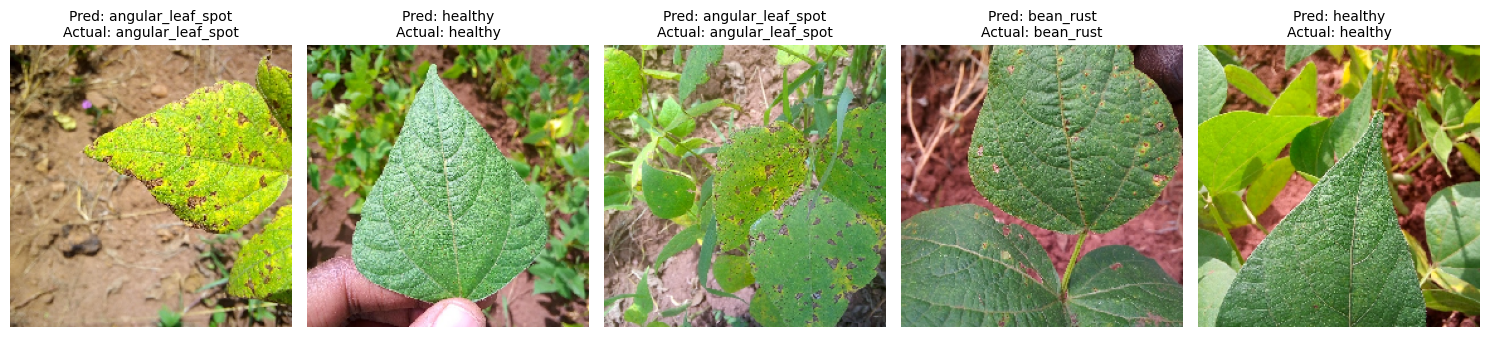 Pred: angular_leaf_spot
Actual: angular_leaf_spot
Pred: healthy
Actual: healthy
Pred: angular_leaf_spot
Actual: angular_leaf_spot
Pred: bean_rust
Actual: bean_rust
Pred: healthy
Actual: healthy